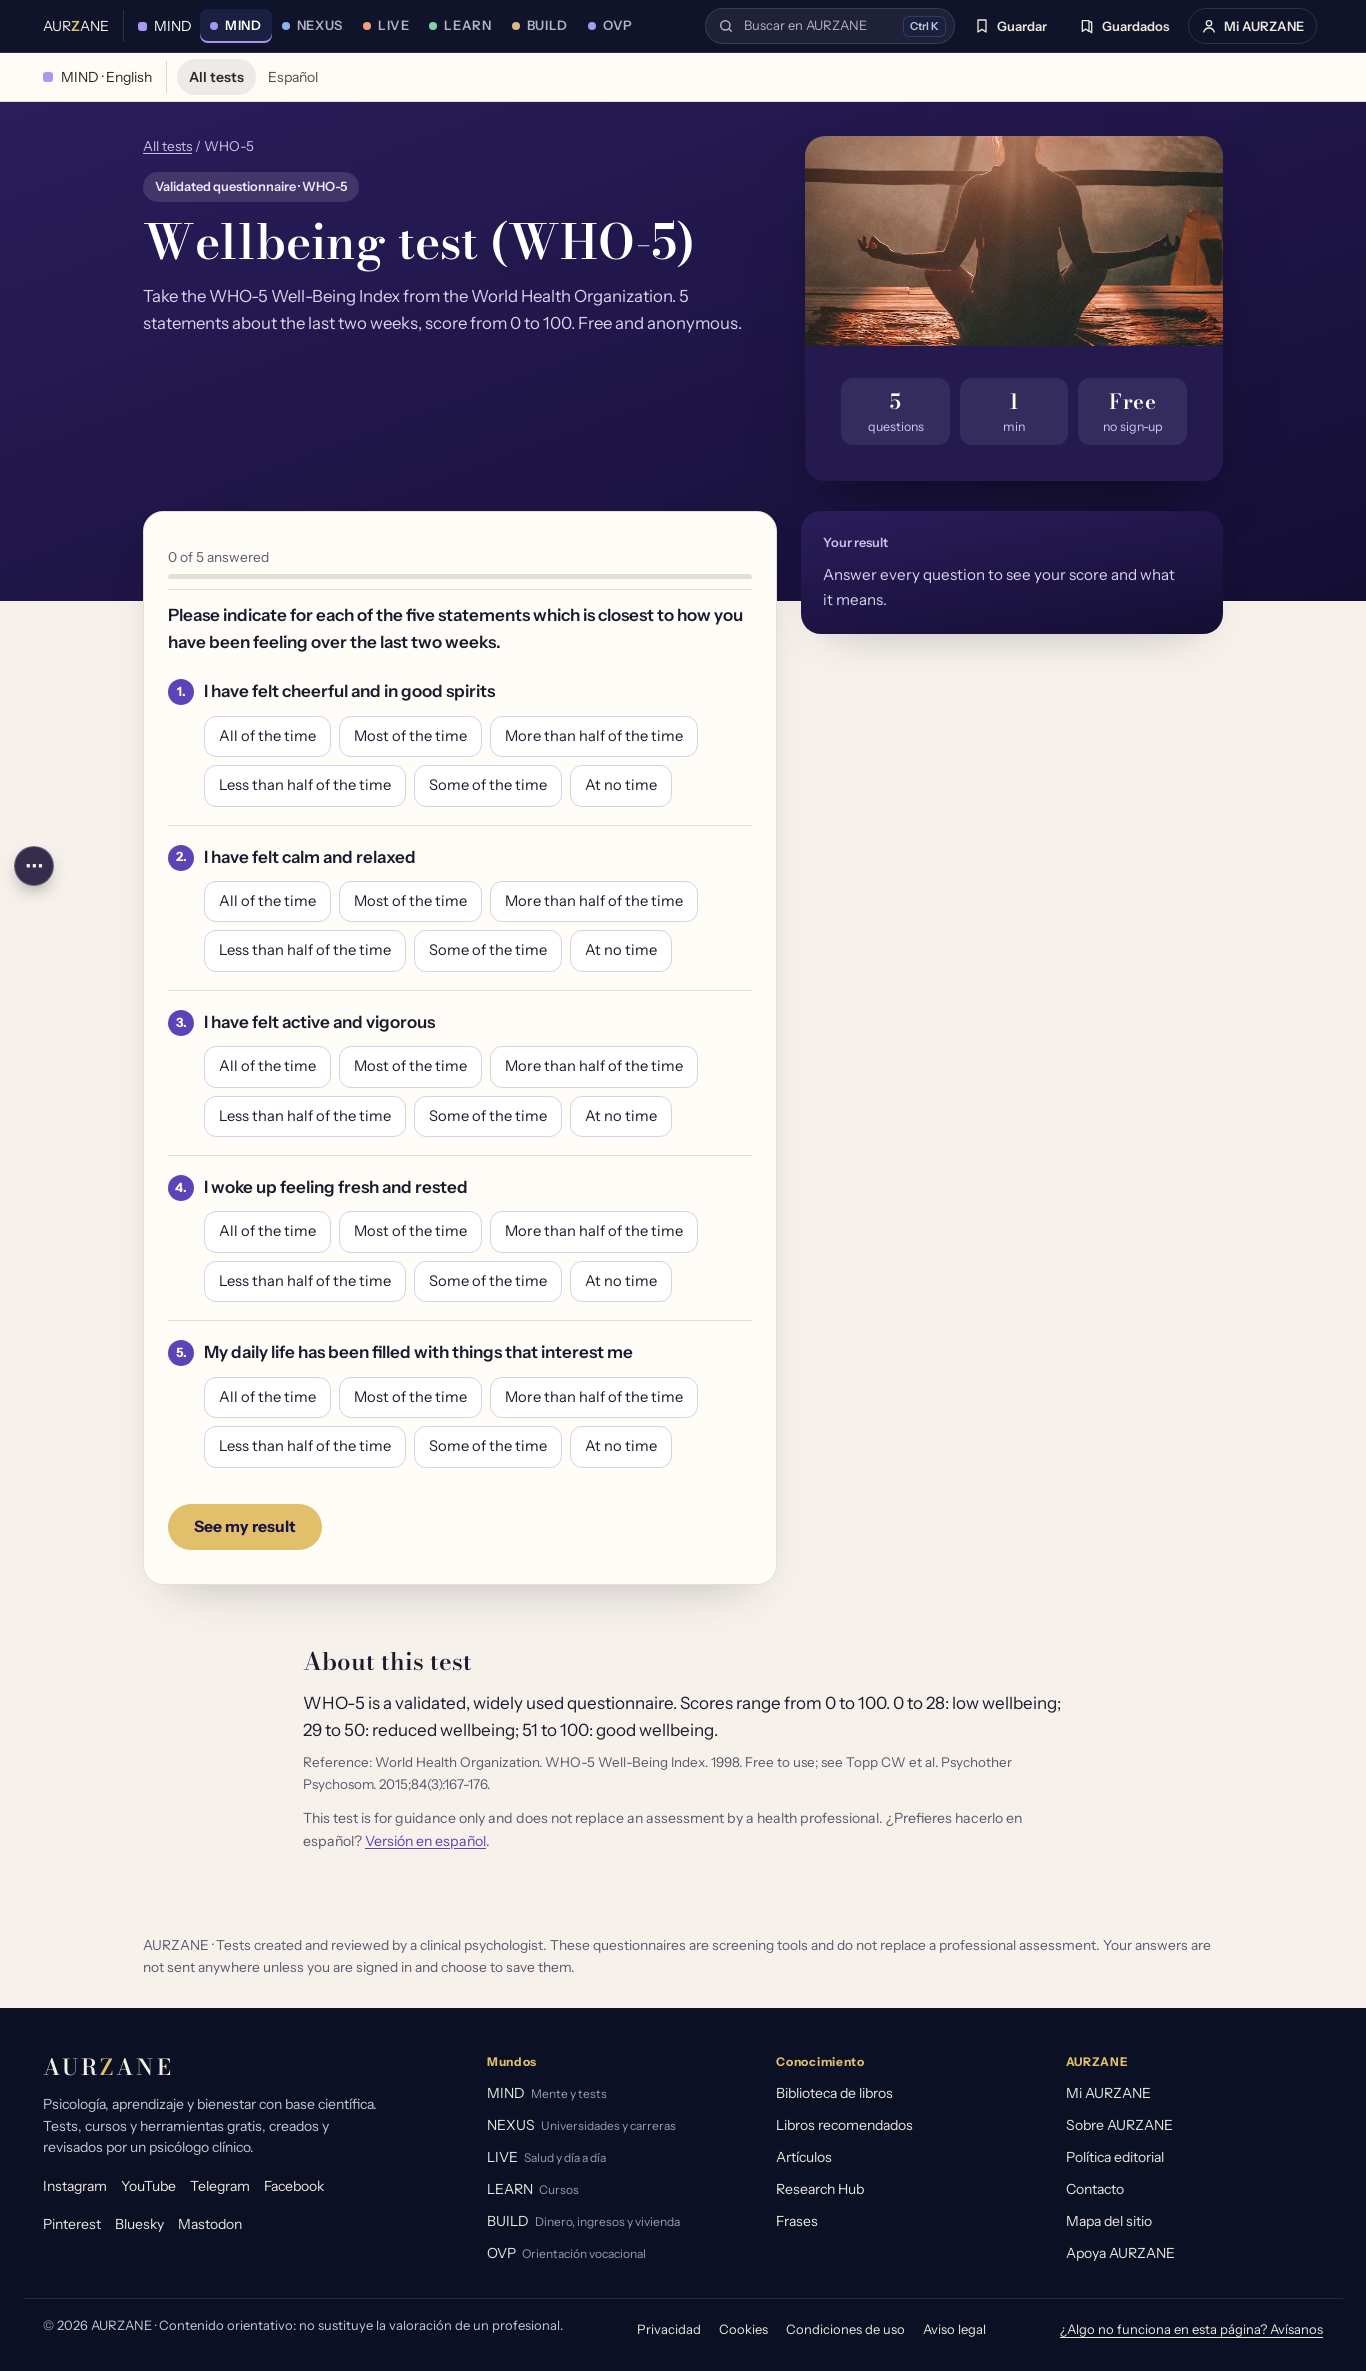 AURZANE MIND MIND NEXUS LIVE LEARN BUILD OVP Buscar en AURZANE Ctrl K Guardar Guardados Mi AURZANE
MIND · English All tests Español
All tests / WHO-5
Validated questionnaire · WHO-5
Wellbeing test (WHO-5)
Take the WHO-5 Well-Being Index from the World Health Organization. 5
statements about the last two weeks, score from 0 to 100. Free and anonymous.
5 1 Free
questions min no sign-up
0 of 5 answered
Your result
Answer every question to see your score and what
it means.
Please indicate for each of the five statements which is closest to how you
have been feeling over the last two weeks.
1. I have felt cheerful and in good spirits
All of the time Most of the time More than half of the time
Less than half of the time Some of the time At no time
2. I have felt calm and relaxed
All of the time Most of the time More than half of the time
Less than half of the time Some of the time At no time
3. I have felt active and vigorous
All of the time Most of the time More than half of the time
Less than half of the time Some of the time At no time
4. I woke up feeling fresh and rested
All of the time Most of the time More than half of the time
Less than half of the time Some of the time At no time
5. My daily life has been filled with things that interest me
All of the time Most of the time More than half of the time
Less than half of the time Some of the time At no time
See my result
About this test
WHO-5 is a validated, widely used questionnaire. Scores range from 0 to 100. 0 to 28: low wellbeing;
29 to 50: reduced wellbeing; 51 to 100: good wellbeing.
Reference: World Health Organization. WHO-5 Well-Being Index. 1998. Free to use; see Topp CW et al. Psychother
Psychosom. 2015;84(3):167-176.
This test is for guidance only and does not replace an assessment by a health professional. ¿Prefieres hacerlo en
español? Versión en español.
AURZANE · Tests created and reviewed by a clinical psychologist. These questionnaires are screening tools and do not replace a professional assessment. Your answers are
not sent anywhere unless you are signed in and choose to save them.
AURZANE
Psicología, aprendizaje y bienestar con base científica.
Tests, cursos y herramientas gratis, creados y
revisados por un psicólogo clínico.
Instagram YouTube Telegram Facebook
Pinterest Bluesky Mastodon
Mundos
MIND Mente y tests
NEXUS Universidades y carreras
LIVE Salud y día a día
LEARN Cursos
BUILD Dinero, ingresos y vivienda
OVP Orientación vocacional
Conocimiento
Biblioteca de libros
Libros recomendados
Artículos
Research Hub
Frases
AURZANE
Mi AURZANE
Sobre AURZANE
Política editorial
Contacto
Mapa del sitio
Apoya AURZANE
© 2026 AURZANE · Contenido orientativo: no sustituye la valoración de un profesional.
Privacidad Cookies Condiciones de uso Aviso legal
¿Algo no funciona en esta página? Avísanos